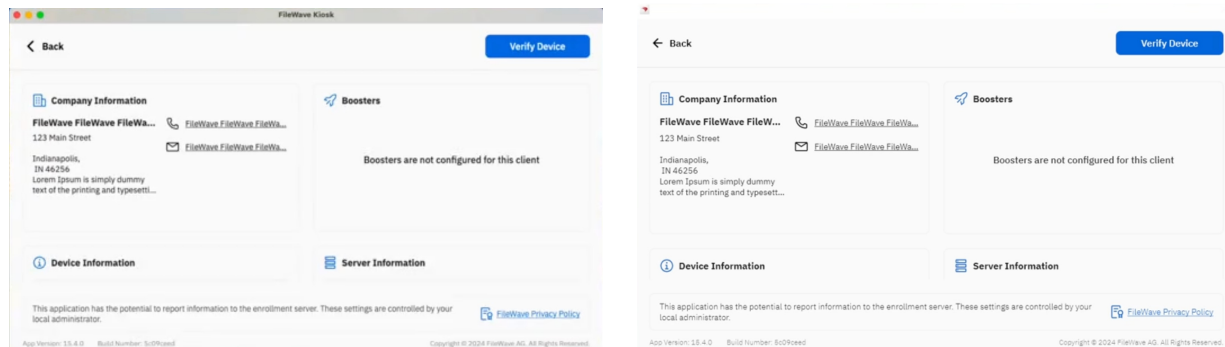 FileWave Kiosk
Back
Verify Device
Company Information
FileWave FileWave FileWa...
123 Main Street
Indianapolis,
IN 46256
Lorem Ipsum is simply dummy
text of the printing and typesetti...
FileWave FileWave FileWa...
FileWave FileWave FileWa...
Boosters
Boosters are not configured for this client
Device Information
Server Information
This application has the potential to report information to the enrollment server. These settings are controlled by your
local administrator.
FileWave Privacy Policy
App Version: 15.4.0 Build Number: 5c09ceed
Copyright © 2024 FileWave AG. All Rights Reserved.
Back
Verify Device
Company Information
FileWave FileWave FileW...
123 Main Street
Indianapolis,
IN 46256
Lorem Ipsum is simply dummy
text of the printing and typesett...
FileWave FileWave FileWa...
FileWave FileWave FileWa...
Boosters
Boosters are not configured for this client
Device Information
Server Information
This application has the potential to report information to the enrollment server. These settings are controlled by your
local administrator.
FileWave Privacy Policy
App Version: 15.4.0 Build Number: 5c09ceed
Copyright © 2024 FileWave AG. All Rights Reserved.